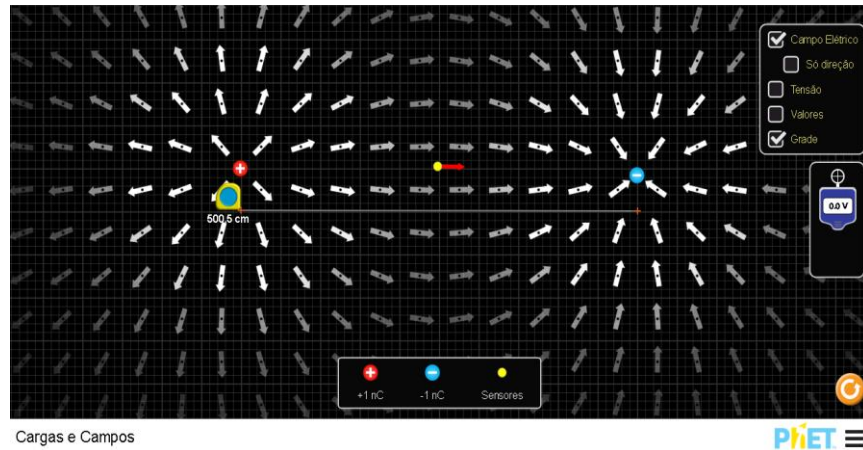 Campo Elétrico
Só direção
Tensão
Valores
Grade
+
500,5 cm
−
0.0 V
+
−
+1 nC
-1 nC
Sensores
Cargas e Campos
PhET